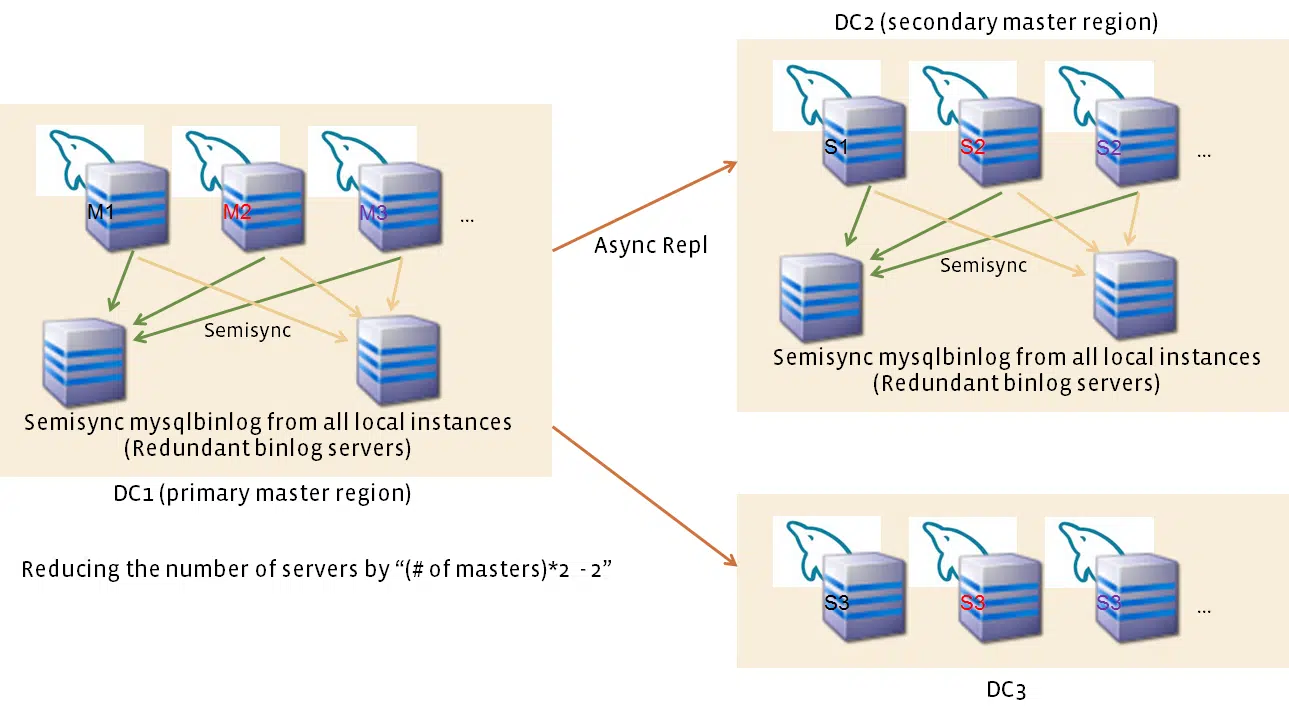 DC2 (secondary master region)
S1
S2
S2
...
M1
M2
M3
...
Async Repl
Semisync
Semisync
Semisync mysqlbinlog from all local instances
(Redundant binlog servers)
Semisync mysqlbinlog from all local instances
(Redundant binlog servers)
DC1 (primary master region)
Reducing the number of servers by “(# of masters)*2 - 2”
S3
S3
S3
...
DC3